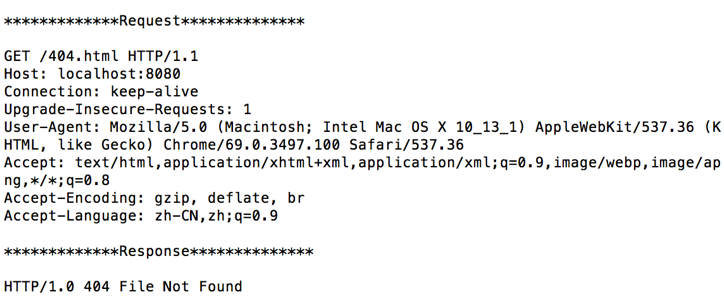 *************Request**************
GET /404.html HTTP/1.1
Host: localhost:8080
Connection: keep-alive
Upgrade-Insecure-Requests: 1
User-Agent: Mozilla/5.0 (Macintosh; Intel Mac OS X 10_13_1) AppleWebKit/537.36 (K
HTML, like Gecko) Chrome/69.0.3497.100 Safari/537.36
Accept: text/html,application/xhtml+xml,application/xml;q=0.9,image/webp,image/ap
ng,*/*;q=0.8
Accept-Encoding: gzip, deflate, br
Accept-Language: zh-CN,zh;q=0.9
*************Response**************
HTTP/1.0 404 File Not Found